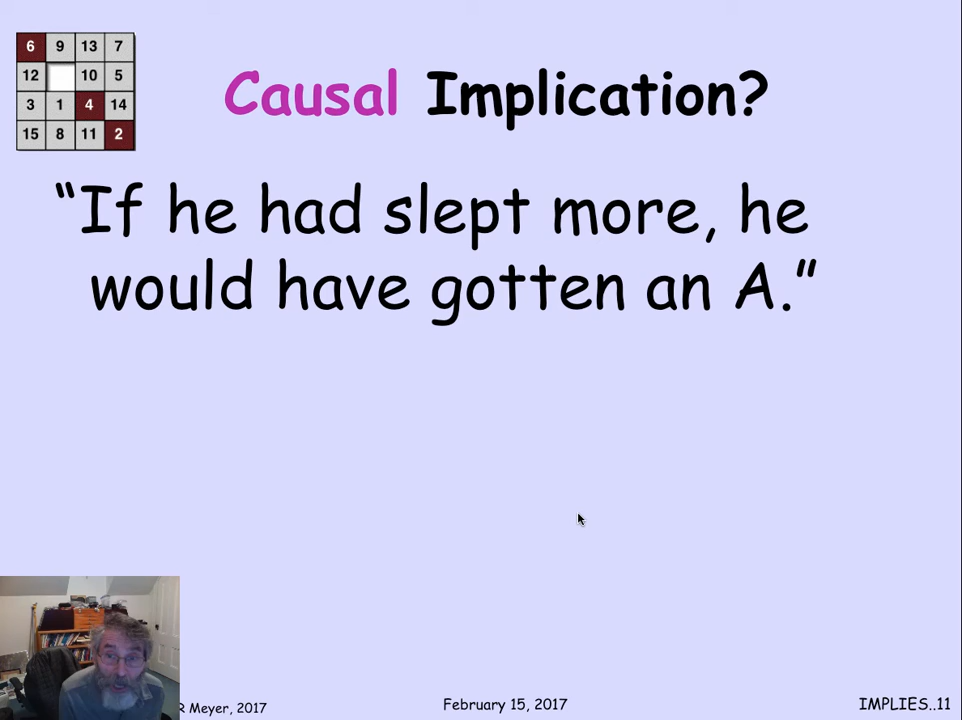 6 9 13 7
12 10 5
3 1 4 14
15 8 11 2
Causal Implication?
“If he had slept more, he
would have gotten an A.”
R Meyer, 2017
February 15, 2017
IMPLIES..11